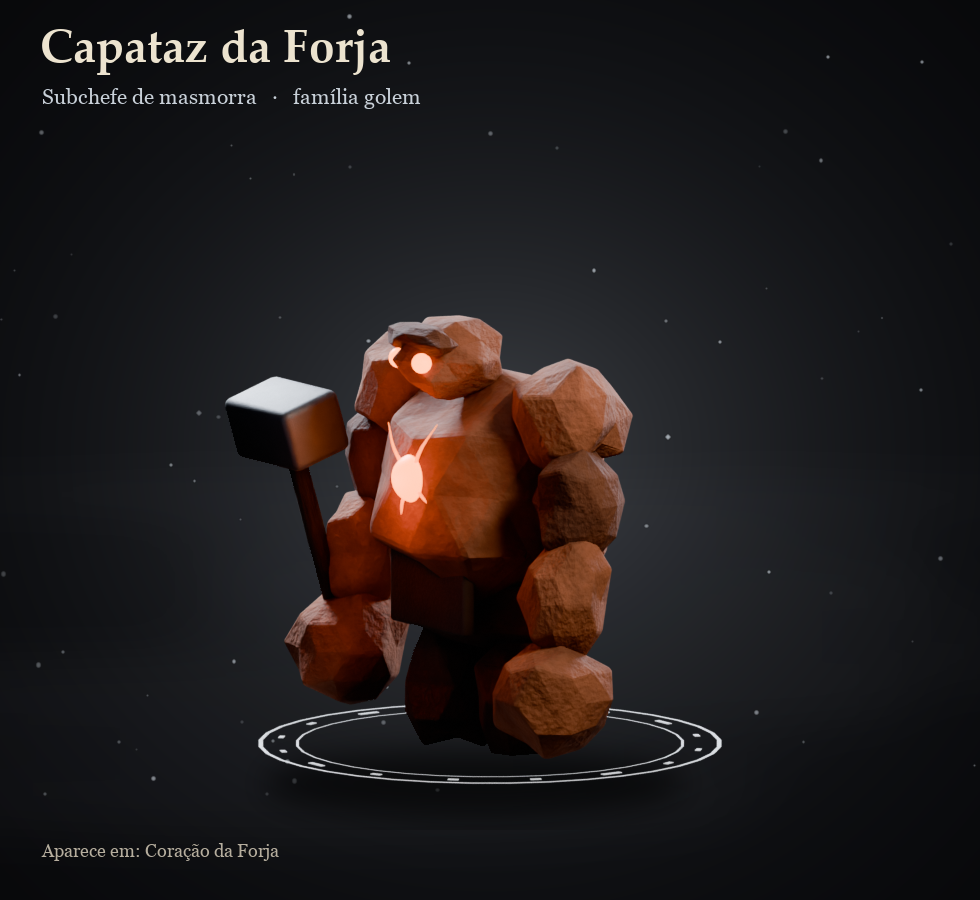 Capataz da Forja
Subchefe de masmorra · família golem
Aparece em: Coração da Forja